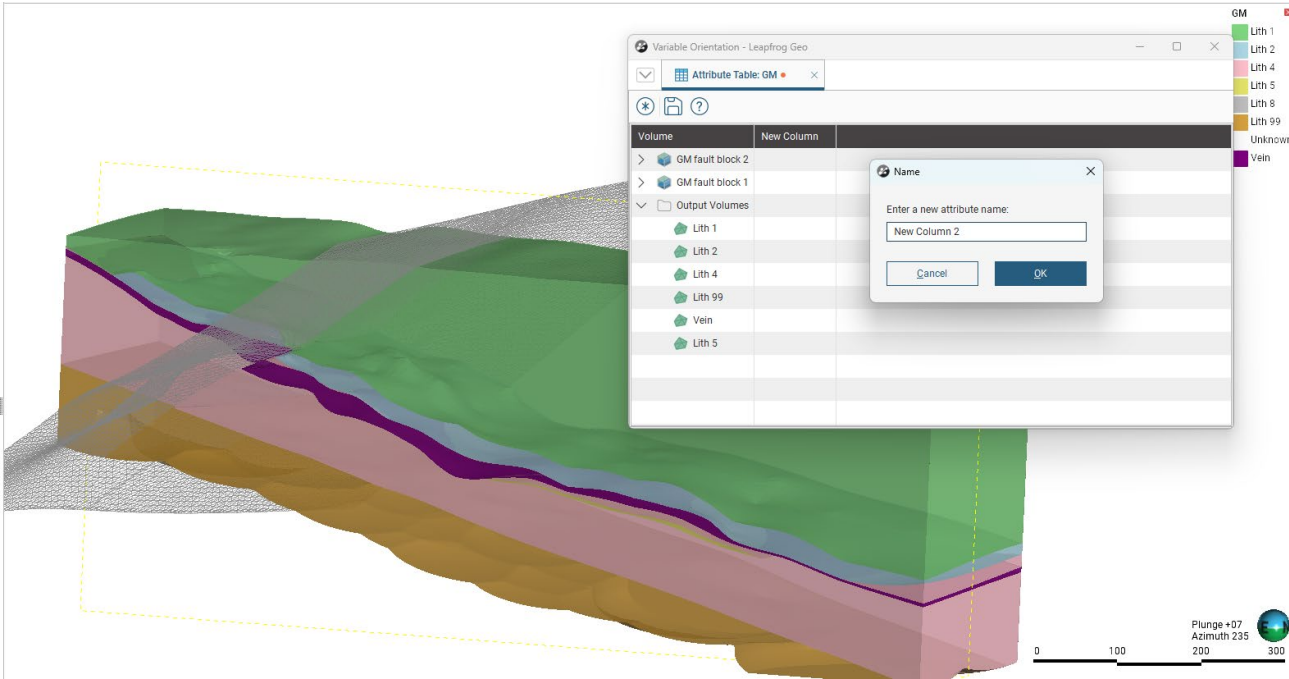 GM
Lith 1
Lith 2
Lith 4
Lith 5
Lith 8
Lith 99
Unknown
Vein
Variable Orientation - Leapfrog Geo
Attribute Table: GM
Volume New Column
GM fault block 2
GM fault block 1
Output Volumes
Lith 1
Lith 2
Lith 4
Lith 99
Vein
Lith 5
Name
Enter a new attribute name:
New Column 2
Cancel OK
Plunge +07
Azimuth 235
0 100 200 300